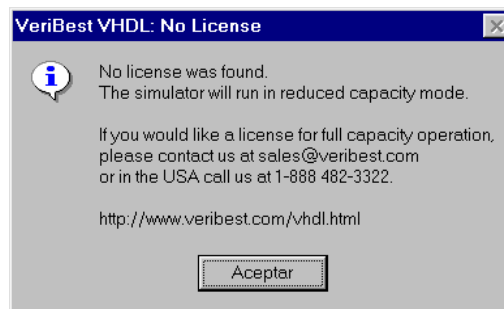 VeriBest VHDL: No License
No license was found.
The simulator will run in reduced capacity mode.
If you would like a license for full capacity operation,
please contact us at sales@veribest.com
or in the USA call us at 1-888 482-3322.
http://www.veribest.com/vhdl.html
Aceptar